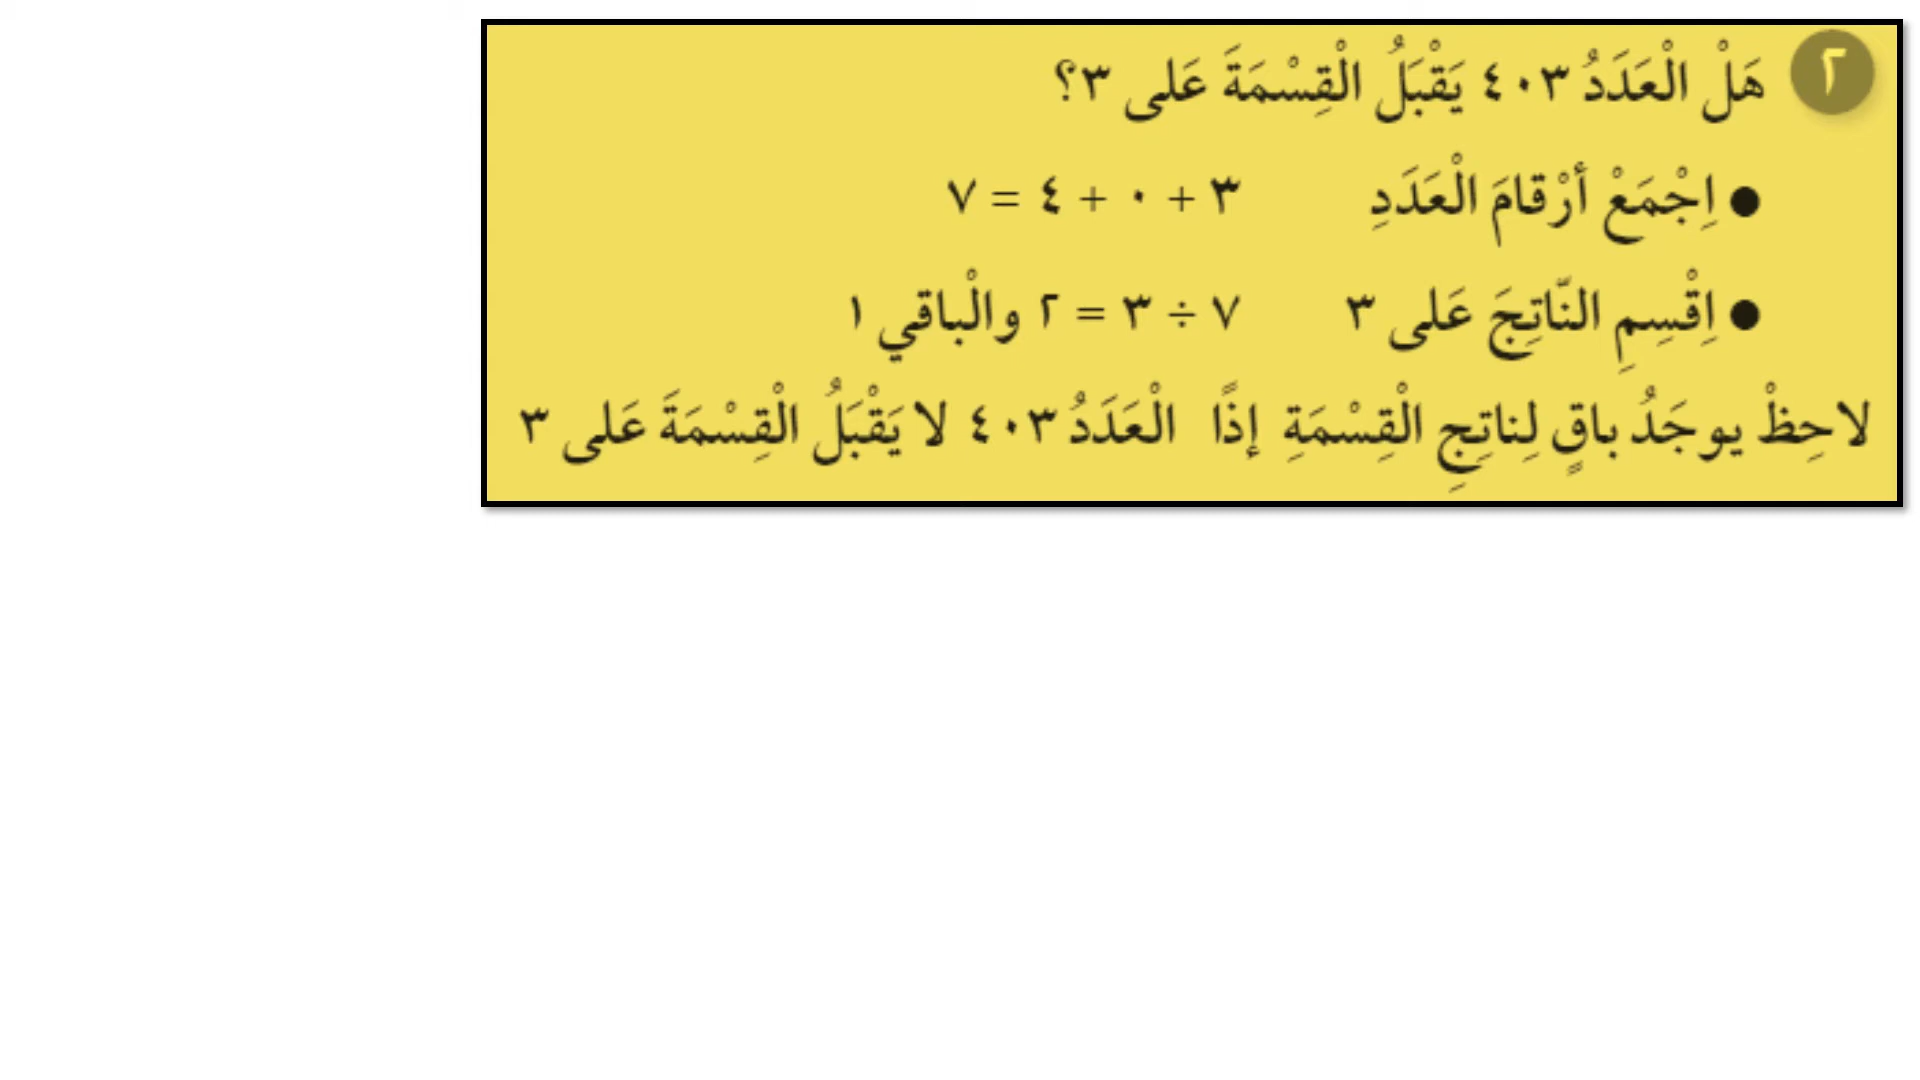 ٢ هَلْ الْعَدَدُ ٤٠٣ يَقْبَلُ الْقِسْمَةَ عَلى ٣؟
● اِجْمَعْ أَرْقامَ الْعَدَدِ ٣ + ٠ + ٤ = ٧
● اِقْسِمِ النّاتِجَ عَلى ٣ ٧ ÷ ٣ = ٢ والْباقي ١
لاحِظْ يوجَدُ باقٍ لِناتِجِ الْقِسْمَةِ إذًا الْعَدَدُ ٤٠٣ لا يَقْبَلُ الْقِسْمَةَ عَلى ٣